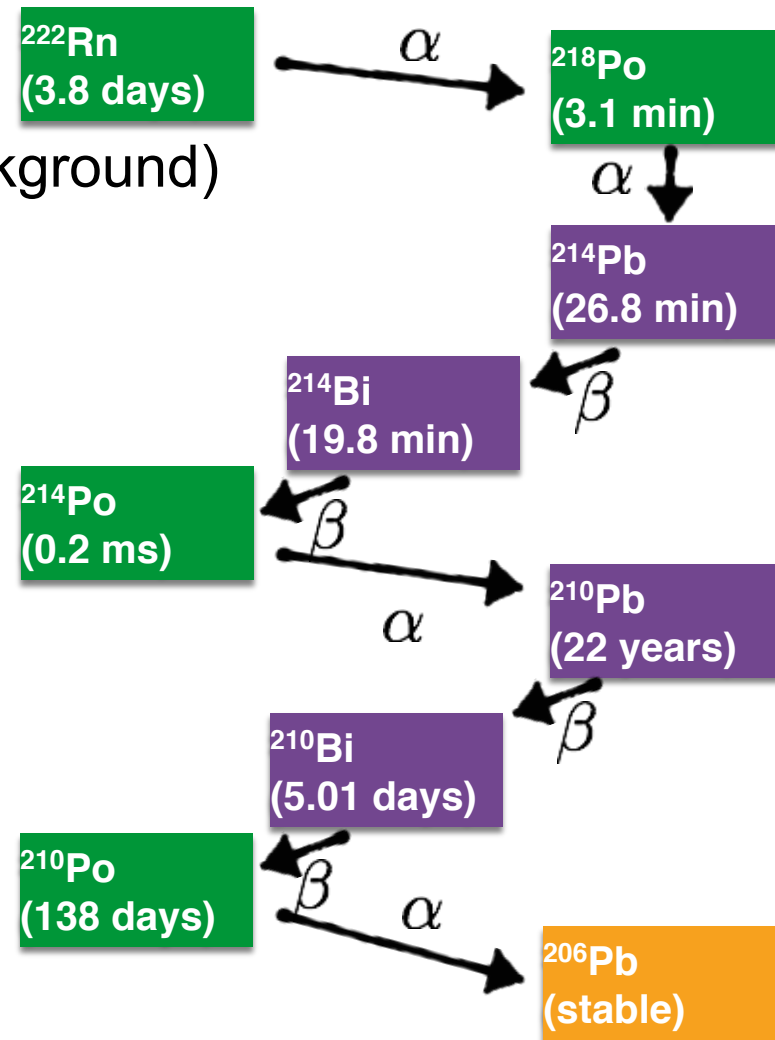 ²²²Rn
(3.8 days)
α
²¹⁸Po
(3.1 min)
kground)
α
²¹⁴Pb
(26.8 min)
β
²¹⁴Bi
(19.8 min)
β
²¹⁴Po
(0.2 ms)
α
²¹⁰Pb
(22 years)
β
²¹⁰Bi
(5.01 days)
β
²¹⁰Po
(138 days)
α
²⁰⁶Pb
(stable)